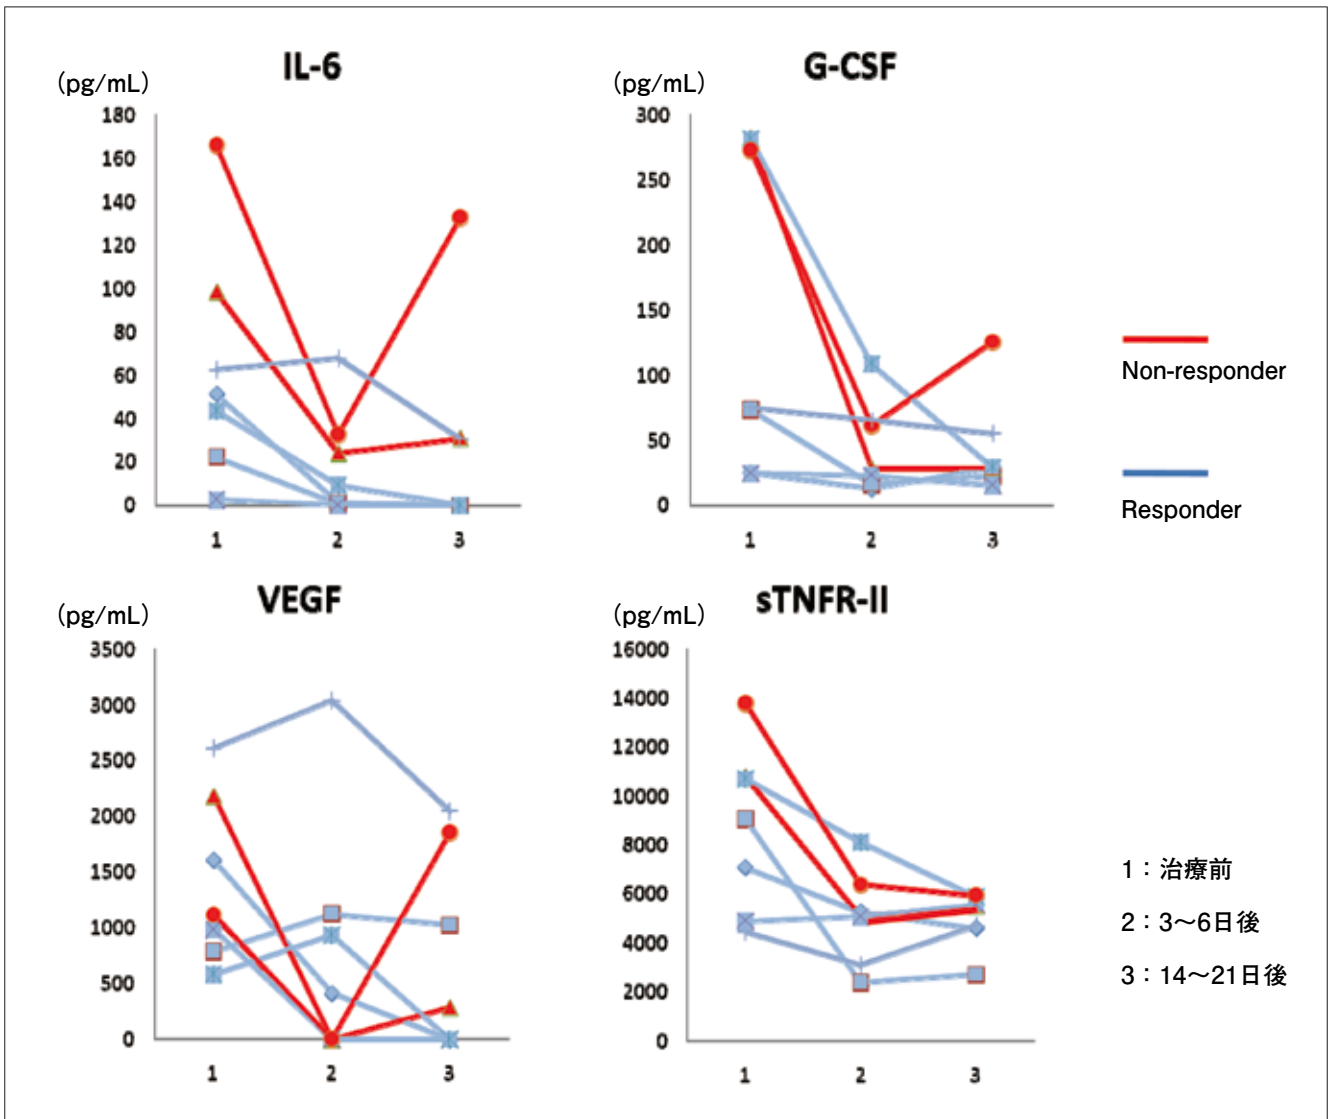 IL-6
(pg/mL)
180
160
140
120
100
80
60
40
20
0
1 2 3
G-CSF
(pg/mL)
300
250
200
150
100
50
0
1 2 3
Non-responder
Responder
VEGF
(pg/mL)
3500
3000
2500
2000
1500
1000
500
0
1 2 3
sTNFR-II
(pg/mL)
16000
14000
12000
10000
8000
6000
4000
2000
0
1 2 3
1：治療前
2：3〜6日後
3：14〜21日後